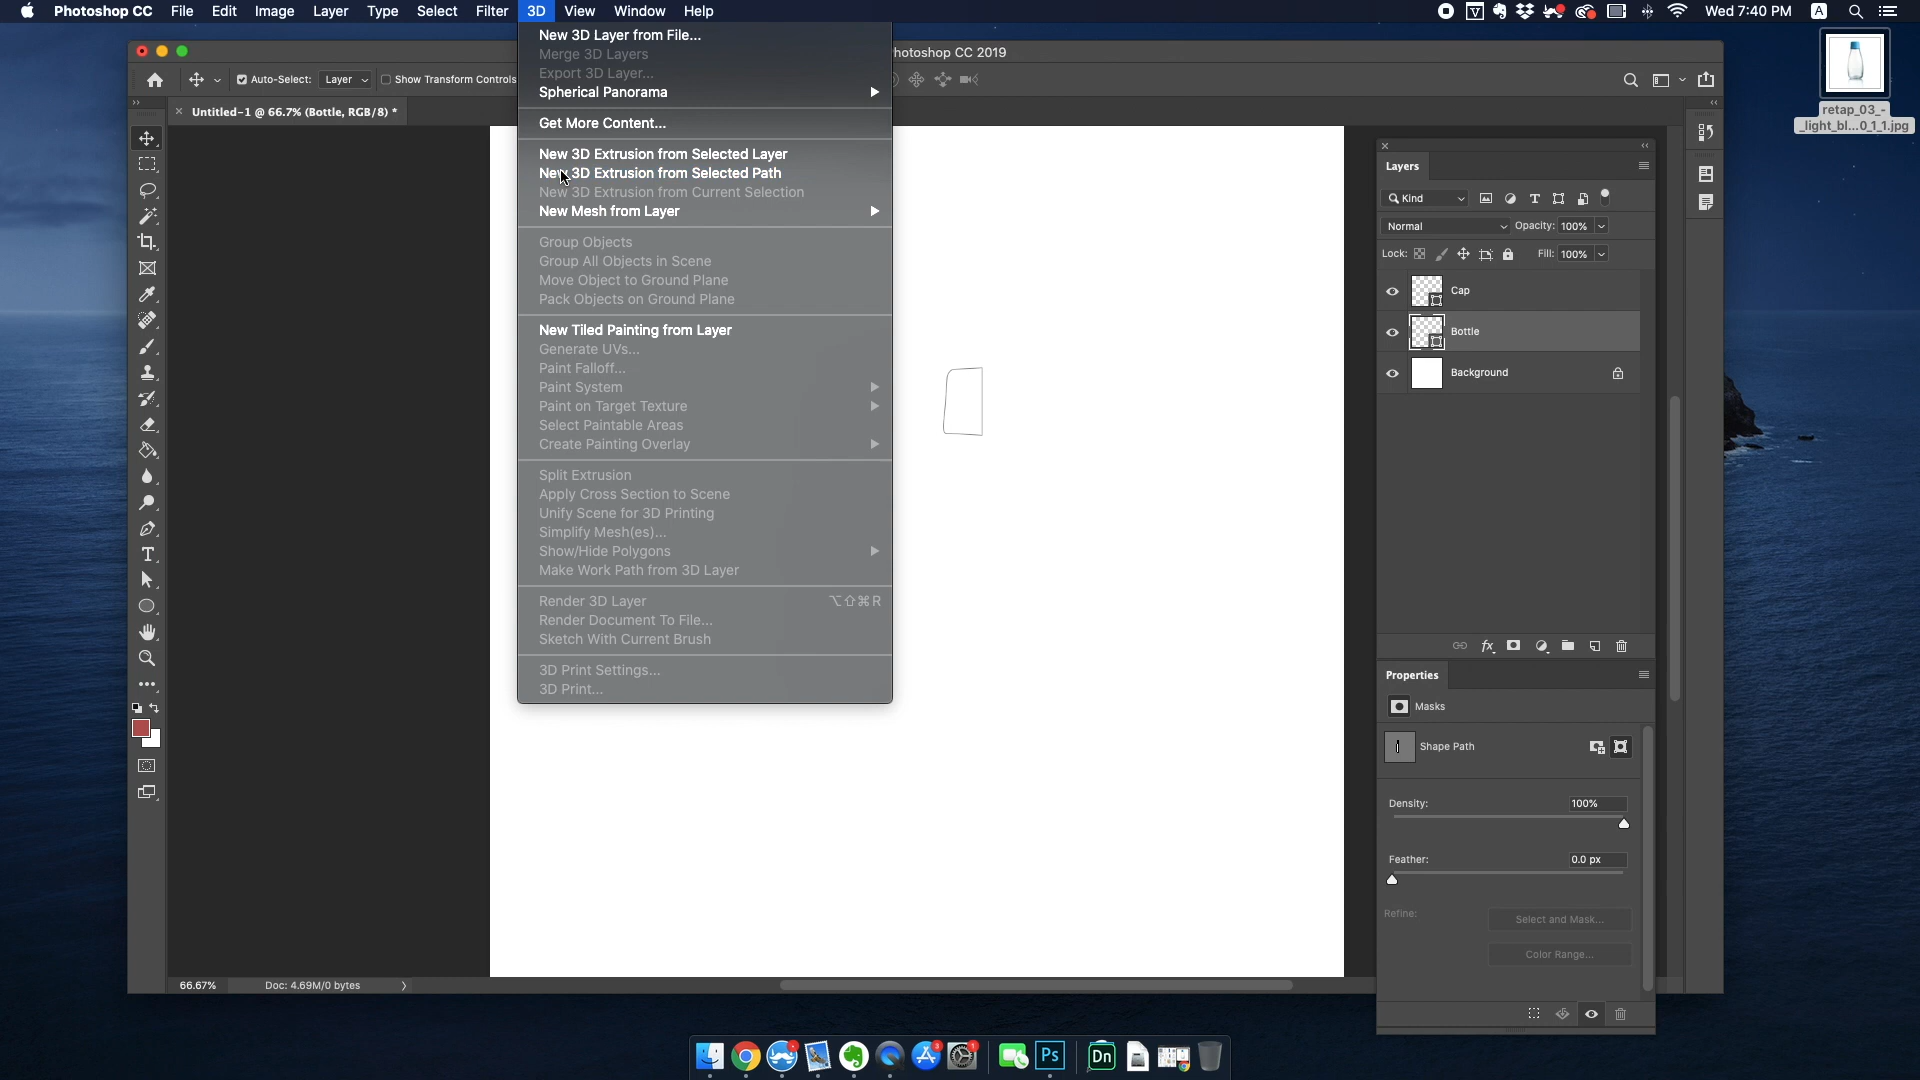 Photoshop CC File Edit Image Layer Type Select Filter 3D View Window Help
Wed 7:40 PM A
hotoshop CC 2019
Auto-Select: Layer Show Transform Controls
Untitled-1 @ 66.7% (Bottle, RGB/8) *
New 3D Layer from File...
Merge 3D Layers
Export 3D Layer...
Spherical Panorama
Get More Content...
New 3D Extrusion from Selected Layer
New 3D Extrusion from Selected Path
New 3D Extrusion from Current Selection
New Mesh from Layer
Group Objects
Group All Objects in Scene
Move Object to Ground Plane
Pack Objects on Ground Plane
New Tiled Painting from Layer
Generate UVs...
Paint Falloff...
Paint System
Paint on Target Texture
Select Paintable Areas
Create Painting Overlay
Split Extrusion
Apply Cross Section to Scene
Unify Scene for 3D Printing
Simplify Mesh(es)...
Show/Hide Polygons
Make Work Path from 3D Layer
Render 3D Layer ⌥⇧⌘R
Render Document To File...
Sketch With Current Brush
3D Print Settings...
3D Print...
retap_03_-
_light_bl...0_1_1.jpg
Layers
Kind
Normal Opacity: 100%
Lock: Fill: 100%
Cap
Bottle
Background
fx
Properties
Masks
Shape Path
Density: 100%
Feather: 0.0 px
Refine: Select and Mask...
Color Range...
66.67% Doc: 4.69M/0 bytes
3 1
Ps Dn